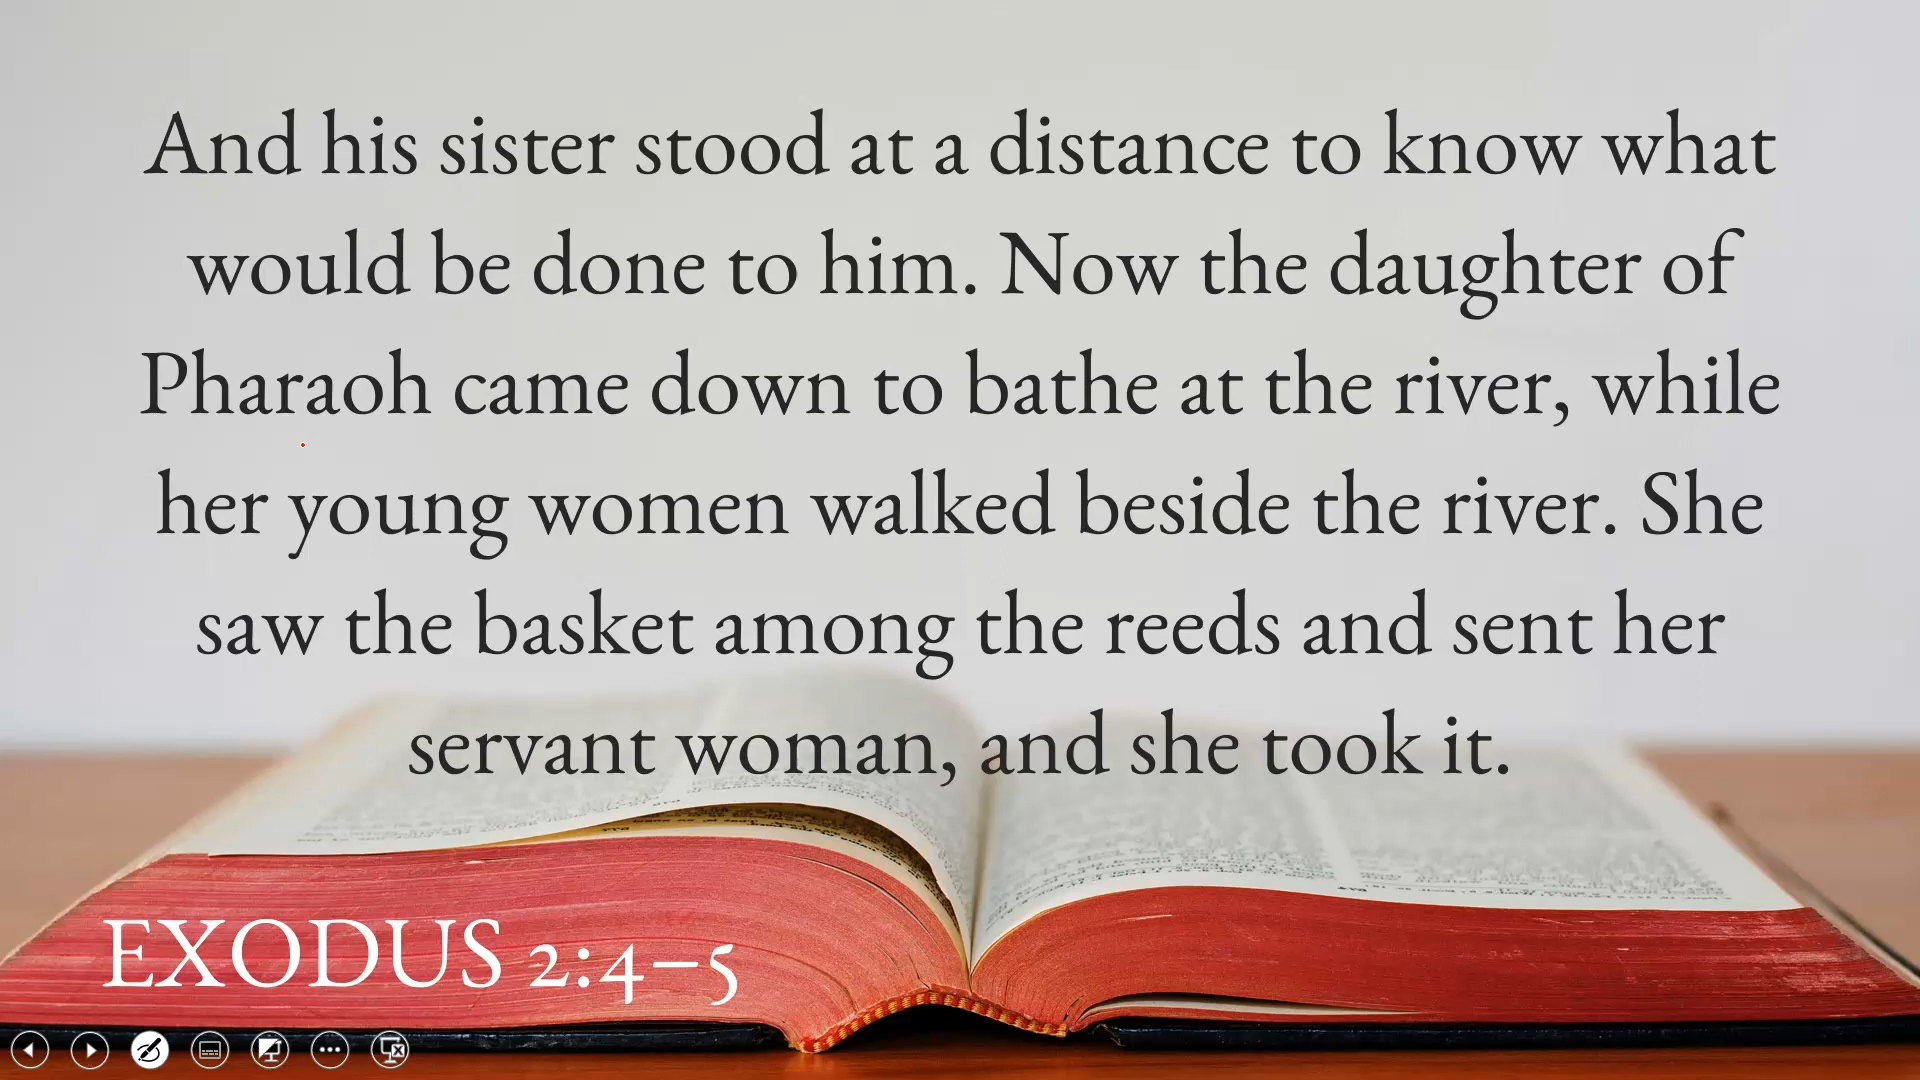 And his sister stood at a distance to know what
would be done to him. Now the daughter of
Pharaoh came down to bathe at the river, while
her young women walked beside the river. She
saw the basket among the reeds and sent her
servant woman, and she took it.
EXODUS 2:4–5